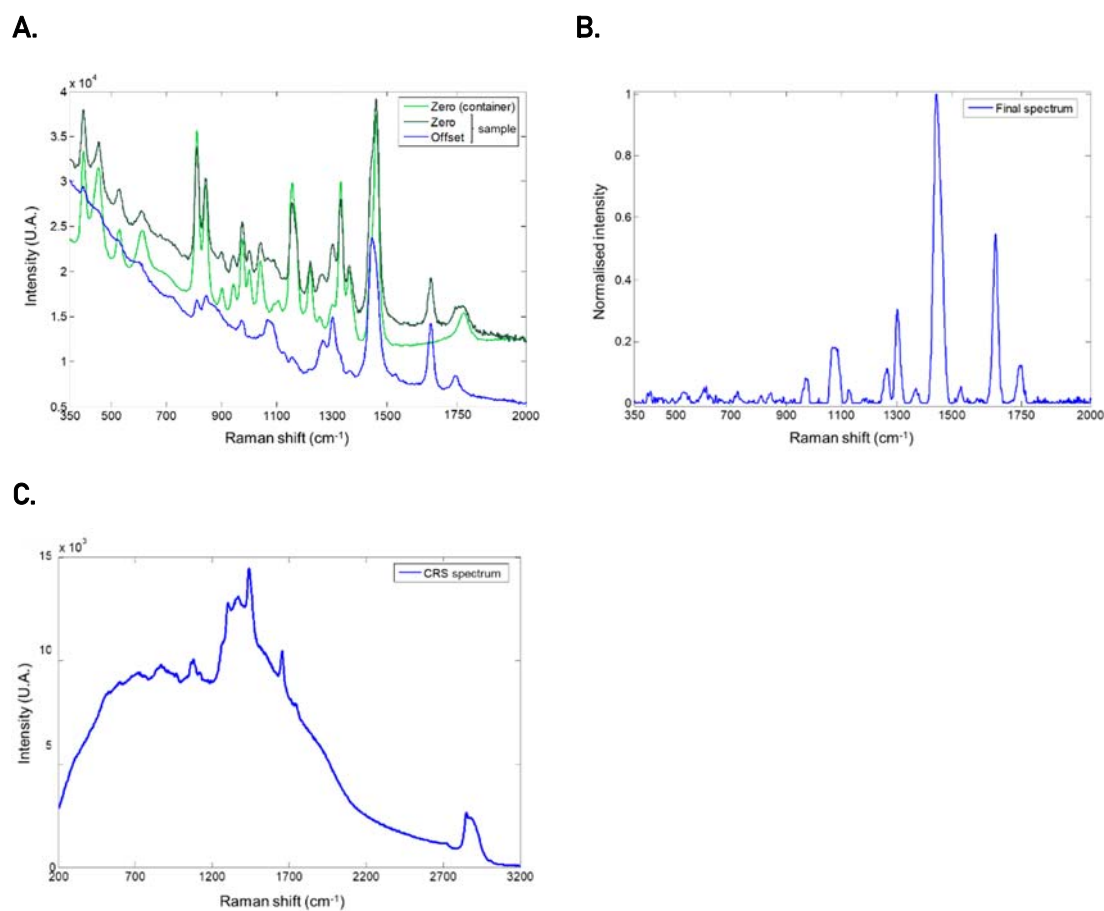 A.
x 10⁴
4
3.5
3
2.5
2
1.5
1
0.5
350 500 700 900 1100 1300 1500 1750 2000
Intensity (U.A.)
Raman shift (cm⁻¹)
Zero (container)
Zero
Offset
sample
B.
1
0.8
0.6
0.4
0.2
0
350 500 700 900 1100 1300 1500 1750 2000
Normalised intensity
Raman shift (cm⁻¹)
Final spectrum
C.
x 10³
15
10
5
0
200 700 1200 1700 2200 2700 3200
Intensity (U.A.)
Raman shift (cm⁻¹)
CRS spectrum